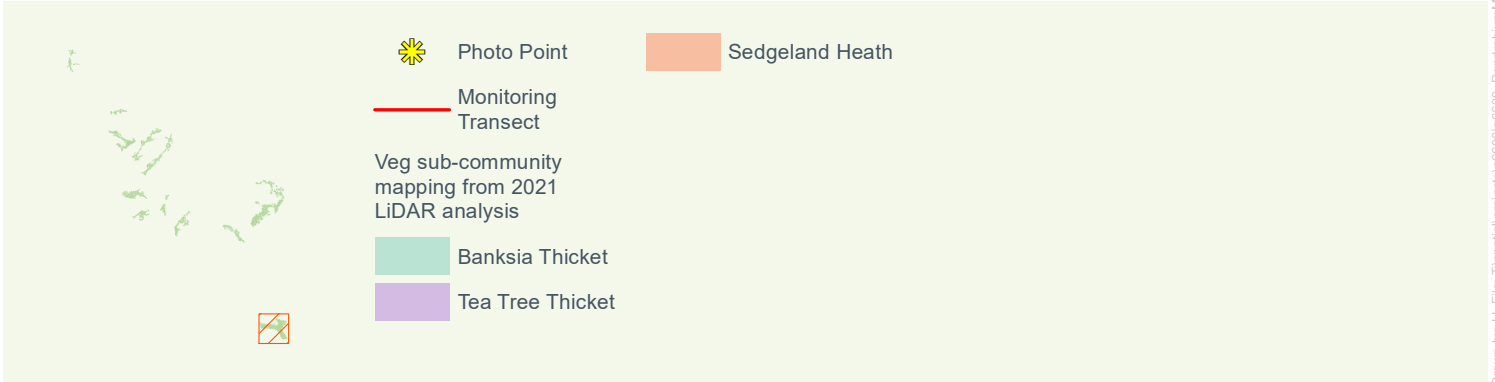 Photo Point
Monitoring
Transect
Veg sub-community
mapping from 2021
LiDAR analysis
Banksia Thicket
Tea Tree Thicket
Sedgeland Heath